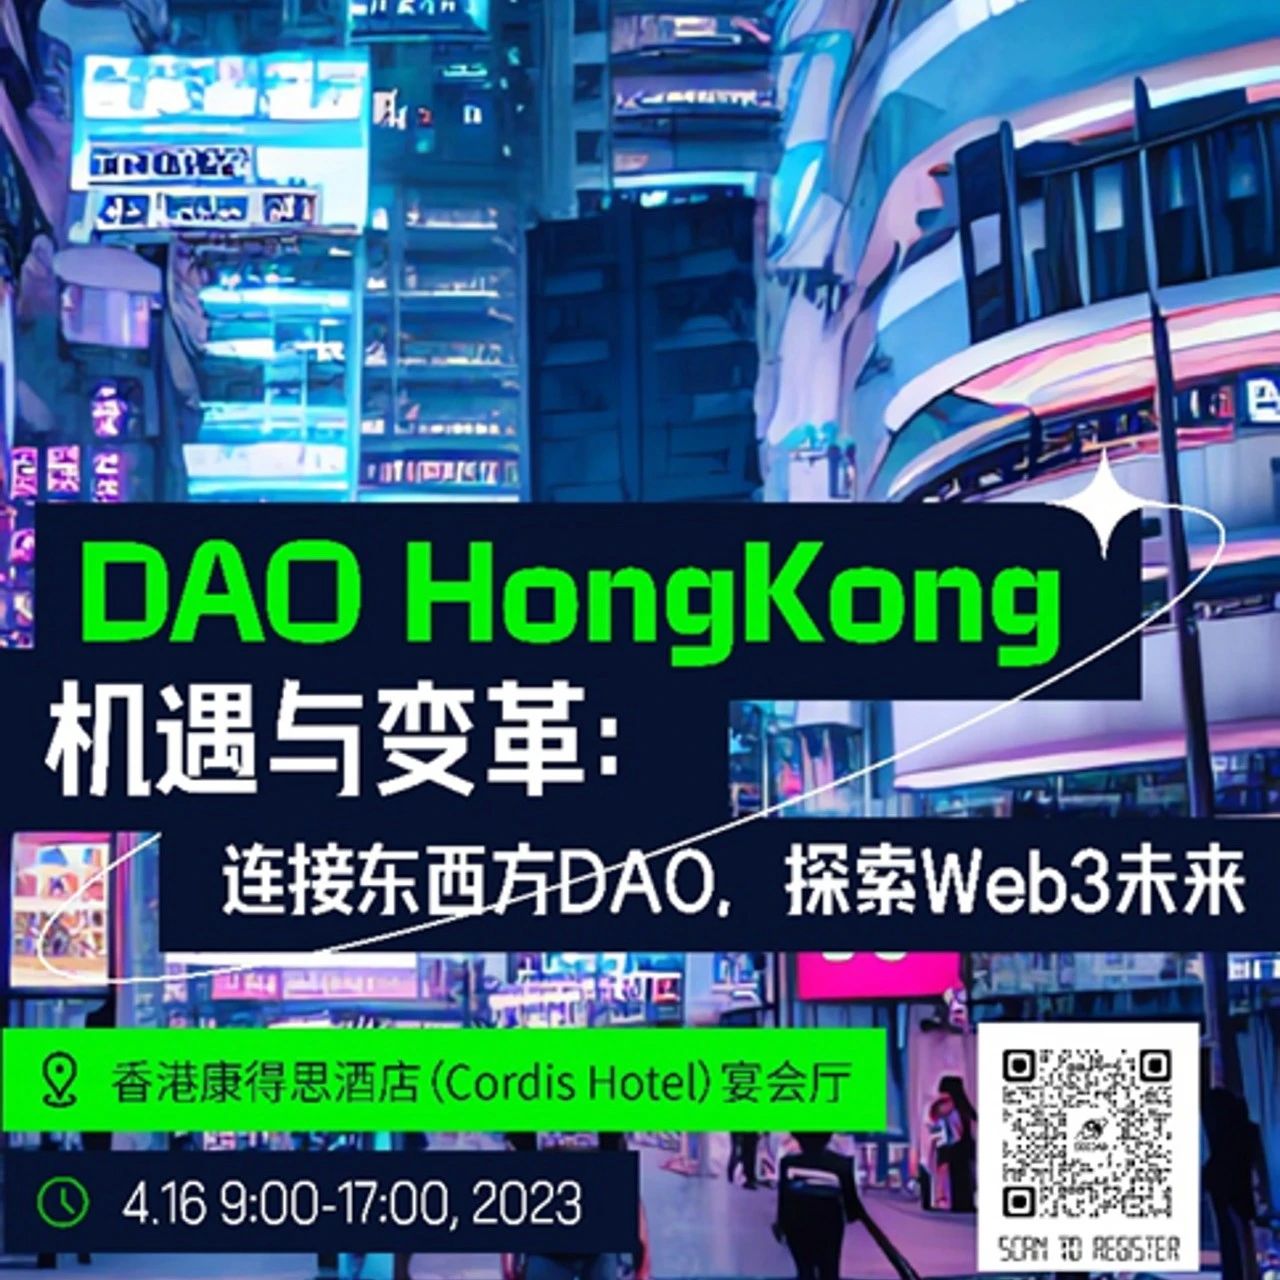 DAO HongKong
机遇与变革:
连接东西方DAO，探索Web3未来
香港康得思酒店(Cordis Hotel)宴会厅
4.16 9:00-17:00, 2023
SCAN TO REGISTER